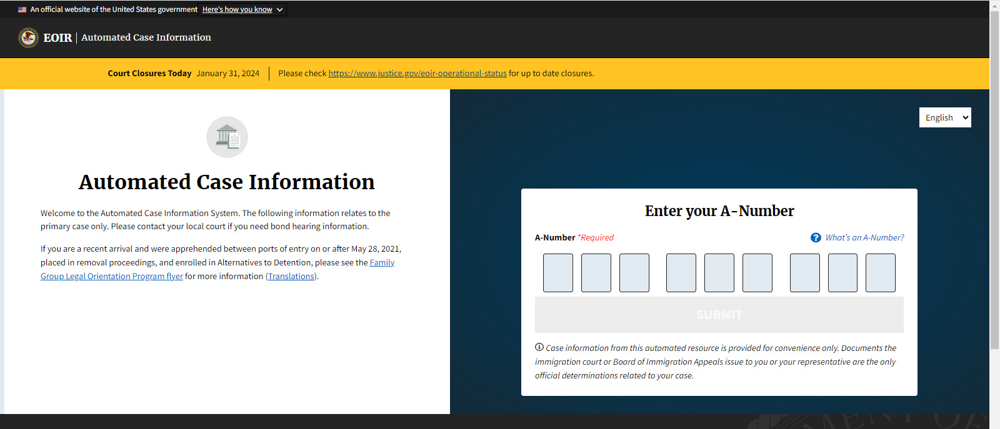 An official website of the United States government Here's how you know
EOIR | Automated Case Information
Court Closures Today January 31, 2024 | Please check https://www.justice.gov/eoir-operational-status for up to date closures.
English
Automated Case Information
Welcome to the Automated Case Information System. The following information relates to the
primary case only. Please contact your local court if you need bond hearing information.
If you are a recent arrival and were apprehended between ports of entry on or after May 28, 2021,
placed in removal proceedings, and enrolled in Alternatives to Detention, please see the Family
Group Legal Orientation Program flyer for more information (Translations).
Enter your A-Number
A-Number *Required
What's an A-Number?
SUBMIT
Case information from this automated resource is provided for convenience only. Documents the
immigration court or Board of Immigration Appeals issue to you or your representative are the only
official determinations related to your case.